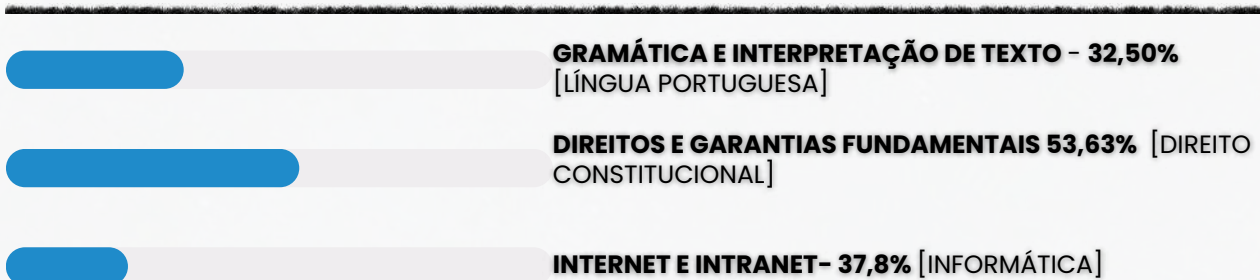 GRAMÁTICA E INTERPRETAÇÃO DE TEXTO - 32,50%
[LÍNGUA PORTUGUESA]
DIREITOS E GARANTIAS FUNDAMENTAIS 53,63% [DIREITO
CONSTITUCIONAL]
INTERNET E INTRANET- 37,8% [INFORMÁTICA]